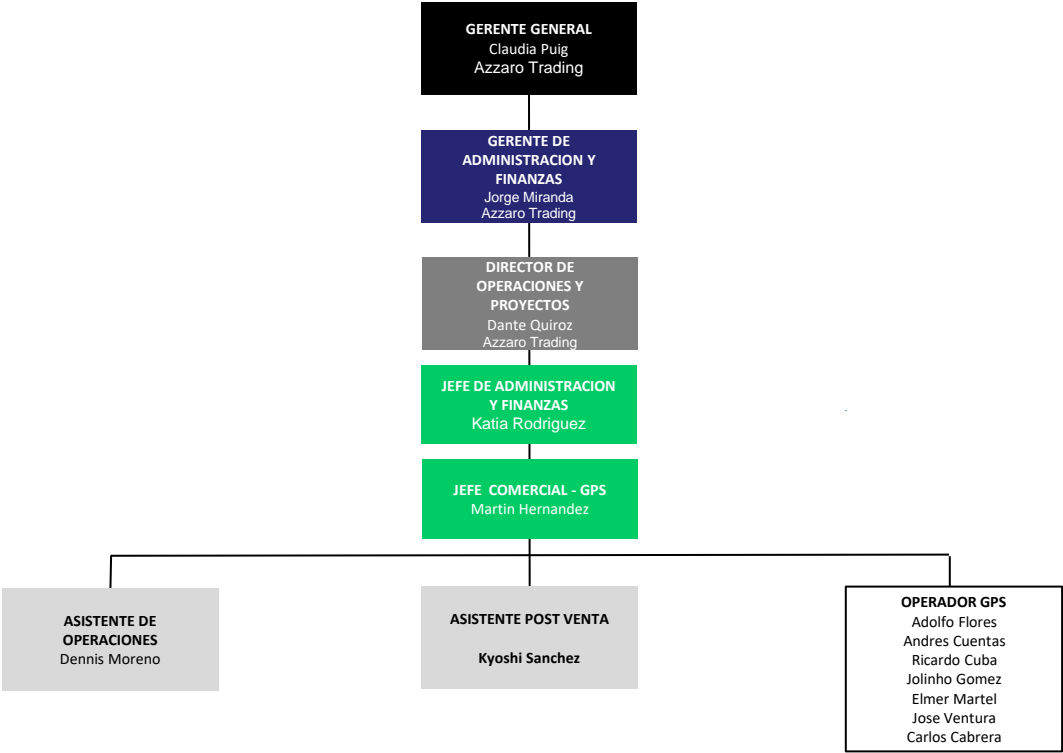 GERENTE GENERAL
Claudia Puig
Azzaro Trading
GERENTE DE
ADMINISTRACION Y
FINANZAS
Jorge Miranda
Azzaro Trading
DIRECTOR DE
OPERACIONES Y
PROYECTOS
Dante Quiroz
Azzaro Trading
JEFE DE ADMINISTRACION
Y FINANZAS
Katia Rodriguez
JEFE COMERCIAL - GPS
Martin Hernandez
ASISTENTE DE
OPERACIONES
Dennis Moreno
ASISTENTE POST VENTA
Kyoshi Sanchez
OPERADOR GPS
Adolfo Flores
Andres Cuentas
Ricardo Cuba
Jolinho Gomez
Elmer Martel
Jose Ventura
Carlos Cabrera